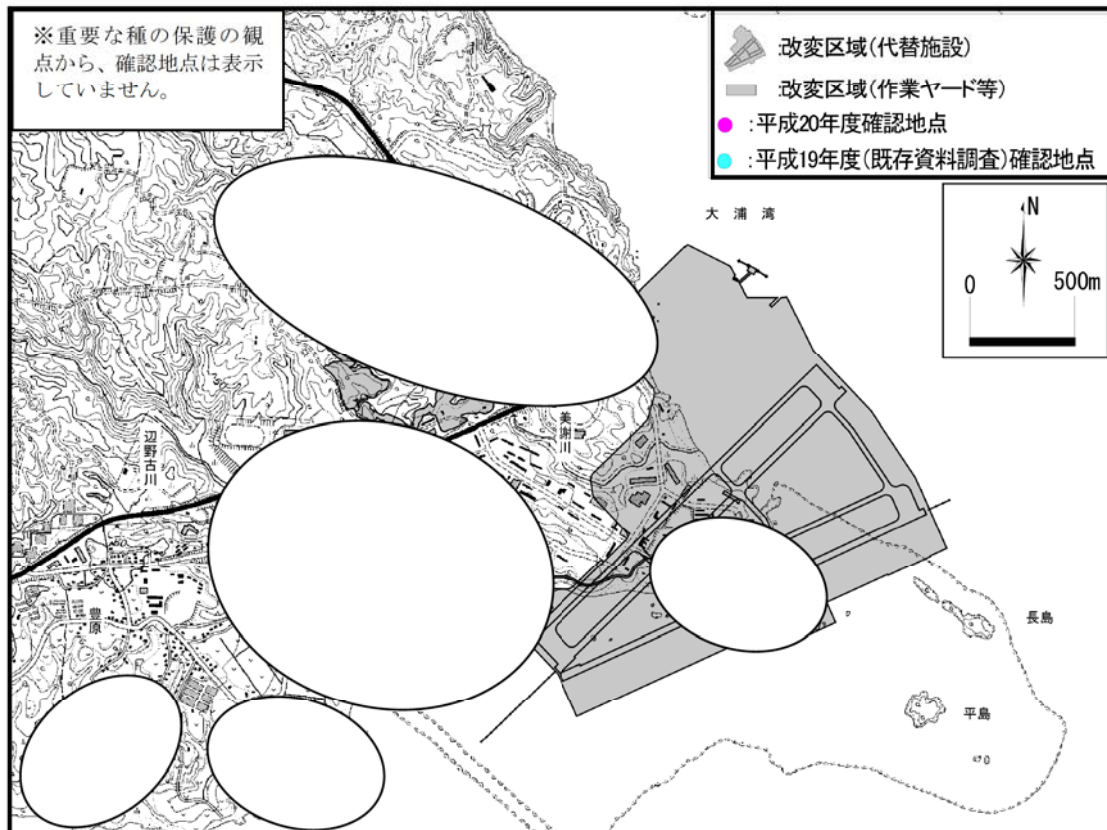 ※重要な種の保護の観
点から、確認地点は表示
していません。
:改変区域(代替施設)
:改変区域(作業ヤード等)
:平成20年度確認地点
:平成19年度(既存資料調査)確認地点
大浦湾
N
0 500m
美謝川
辺野古川
豊原
長島
平島